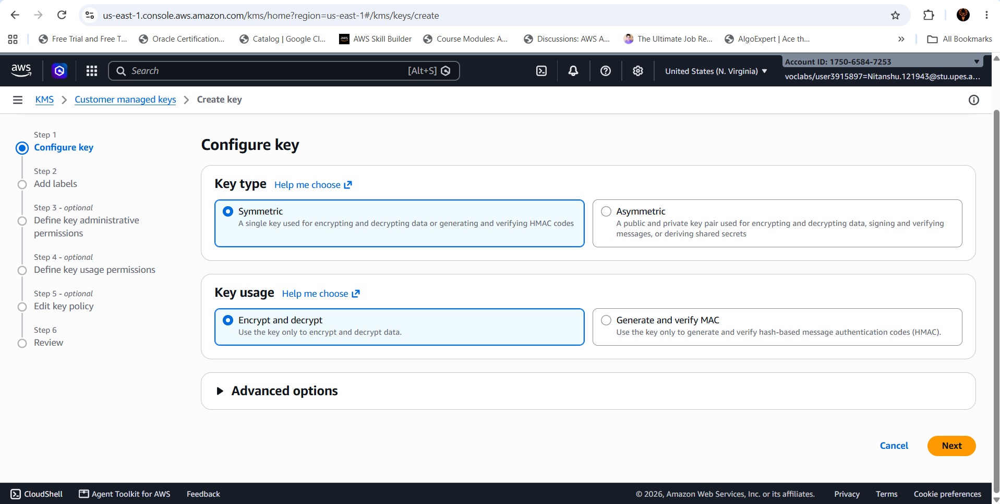 us-east-1.console.aws.amazon.com/kms/home?region=us-east-1#/kms/keys/create
Free Trial and Free T... Oracle Certification... Catalog | Google Cl... aws AWS Skill Builder Course Modules: A... Discussions: AWS A... The Ultimate Job Re... AlgoExpert | Ace th... » All Bookmarks
aws Search [Alt+S] United States (N. Virginia) Account ID: 1750-6584-7253
voclabs/user3915897=Nitanshu.121943@stu.upes.a...
KMS Customer managed keys Create key
Step 1
Configure key
Step 2
Add labels
Step 3 - optional
Define key administrative
permissions
Step 4 - optional
Define key usage permissions
Step 5 - optional
Edit key policy
Step 6
Review
Configure key
Key type Help me choose
Symmetric
A single key used for encrypting and decrypting data or generating and verifying HMAC codes
Asymmetric
A public and private key pair used for encrypting and decrypting data, signing and verifying
messages, or deriving shared secrets
Key usage Help me choose
Encrypt and decrypt
Use the key only to encrypt and decrypt data.
Generate and verify MAC
Use the key only to generate and verify hash-based message authentication codes (HMAC).
Advanced options
Cancel Next
CloudShell Agent Toolkit for AWS Feedback © 2026, Amazon Web Services, Inc. or its affiliates. Privacy Terms Cookie preferences